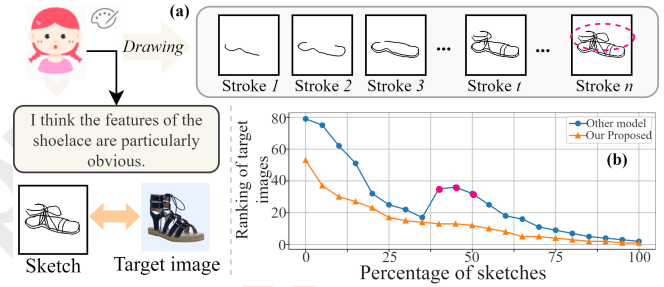 (a)
Drawing
Stroke 1
Stroke 2
Stroke 3
...
Stroke t
...
Stroke n
I think the features of the
shoelace are particularly
obvious.
Sketch
Target image
(b)
Ranking of target
images
80
60
40
20
0
Other model
Our Proposed
0
25
50
75
100
Percentage of sketches